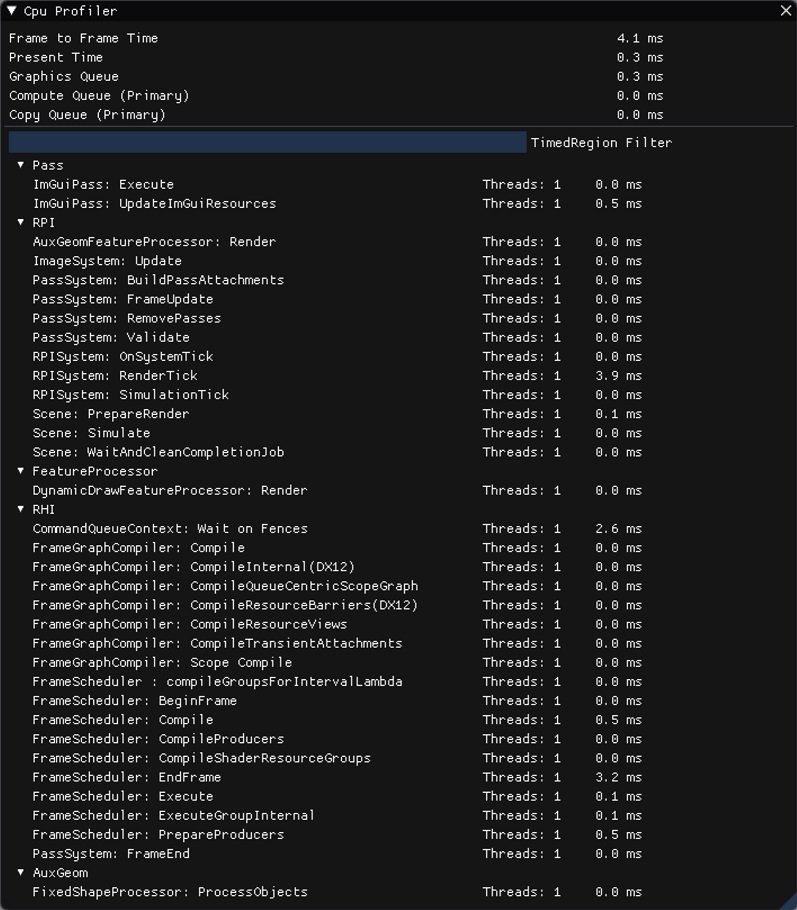 Cpu Profiler
Frame to Frame Time 4.1 ms
Present Time 0.3 ms
Graphics Queue 0.3 ms
Compute Queue (Primary) 0.0 ms
Copy Queue (Primary) 0.0 ms
TimedRegion Filter
Pass
ImGuiPass: Execute Threads: 1 0.0 ms
ImGuiPass: UpdateImGuiResources Threads: 1 0.5 ms
RPI
AuxGeomFeatureProcessor: Render Threads: 1 0.0 ms
ImageSystem: Update Threads: 1 0.0 ms
PassSystem: BuildPassAttachments Threads: 1 0.0 ms
PassSystem: FrameUpdate Threads: 1 0.0 ms
PassSystem: RemovePasses Threads: 1 0.0 ms
PassSystem: Validate Threads: 1 0.0 ms
RPISystem: OnSystemTick Threads: 1 0.0 ms
RPISystem: RenderTick Threads: 1 3.9 ms
RPISystem: SimulationTick Threads: 1 0.0 ms
Scene: PrepareRender Threads: 1 0.1 ms
Scene: Simulate Threads: 1 0.0 ms
Scene: WaitAndCleanCompletionJob Threads: 1 0.0 ms
FeatureProcessor
DynamicDrawFeatureProcessor: Render Threads: 1 0.0 ms
RHI
CommandQueueContext: Wait on Fences Threads: 1 2.6 ms
FrameGraphCompiler: Compile Threads: 1 0.0 ms
FrameGraphCompiler: CompileInternal(DX12) Threads: 1 0.0 ms
FrameGraphCompiler: CompileQueueCentricScopeGraph Threads: 1 0.0 ms
FrameGraphCompiler: CompileResourceBarriers(DX12) Threads: 1 0.0 ms
FrameGraphCompiler: CompileResourceViews Threads: 1 0.0 ms
FrameGraphCompiler: CompileTransientAttachments Threads: 1 0.0 ms
FrameGraphCompiler: Scope Compile Threads: 1 0.0 ms
FrameScheduler : compileGroupsForIntervalLambda Threads: 1 0.0 ms
FrameScheduler: BeginFrame Threads: 1 0.0 ms
FrameScheduler: Compile Threads: 1 0.5 ms
FrameScheduler: CompileProducers Threads: 1 0.0 ms
FrameScheduler: CompileShaderResourceGroups Threads: 1 0.0 ms
FrameScheduler: EndFrame Threads: 1 3.2 ms
FrameScheduler: Execute Threads: 1 0.1 ms
FrameScheduler: ExecuteGroupInternal Threads: 1 0.1 ms
FrameScheduler: PrepareProducers Threads: 1 0.5 ms
PassSystem: FrameEnd Threads: 1 0.0 ms
AuxGeom
FixedShapeProcessor: ProcessObjects Threads: 1 0.0 ms